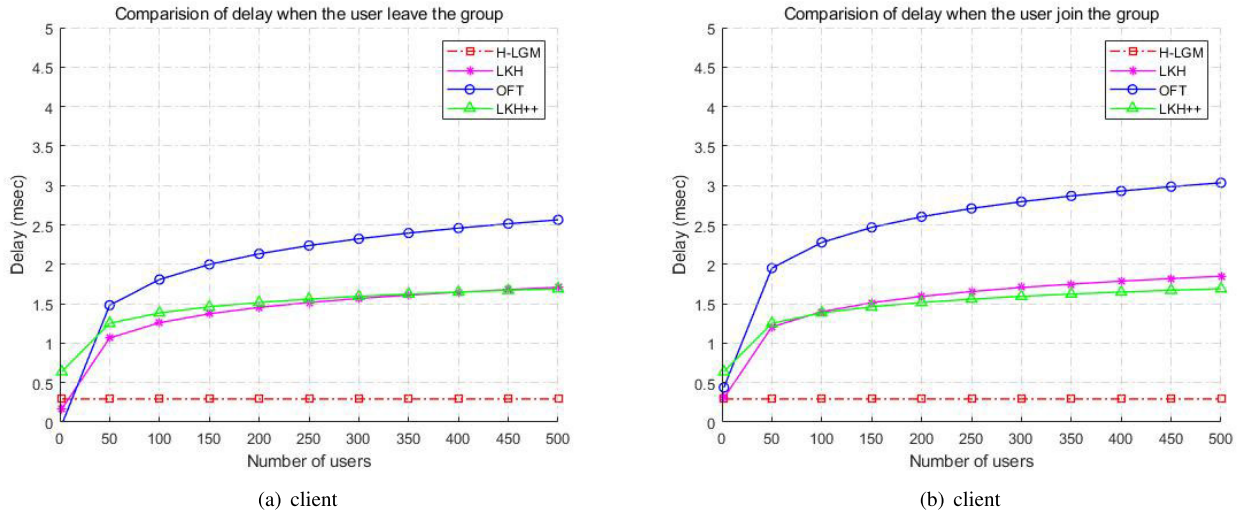 Comparision of delay when the user leave the group
5
4.5
4
3.5
3
2.5
2
1.5
1
0.5
0
Delay (msec)
H-LGM
LKH
OFT
LKH++
0 50 100 150 200 250 300 350 400 450 500
Number of users
(a) client
Comparision of delay when the user join the group
5
4.5
4
3.5
3
2.5
2
1.5
1
0.5
0
Delay (msec)
H-LGM
LKH
OFT
LKH++
0 50 100 150 200 250 300 350 400 450 500
Number of users
(b) client